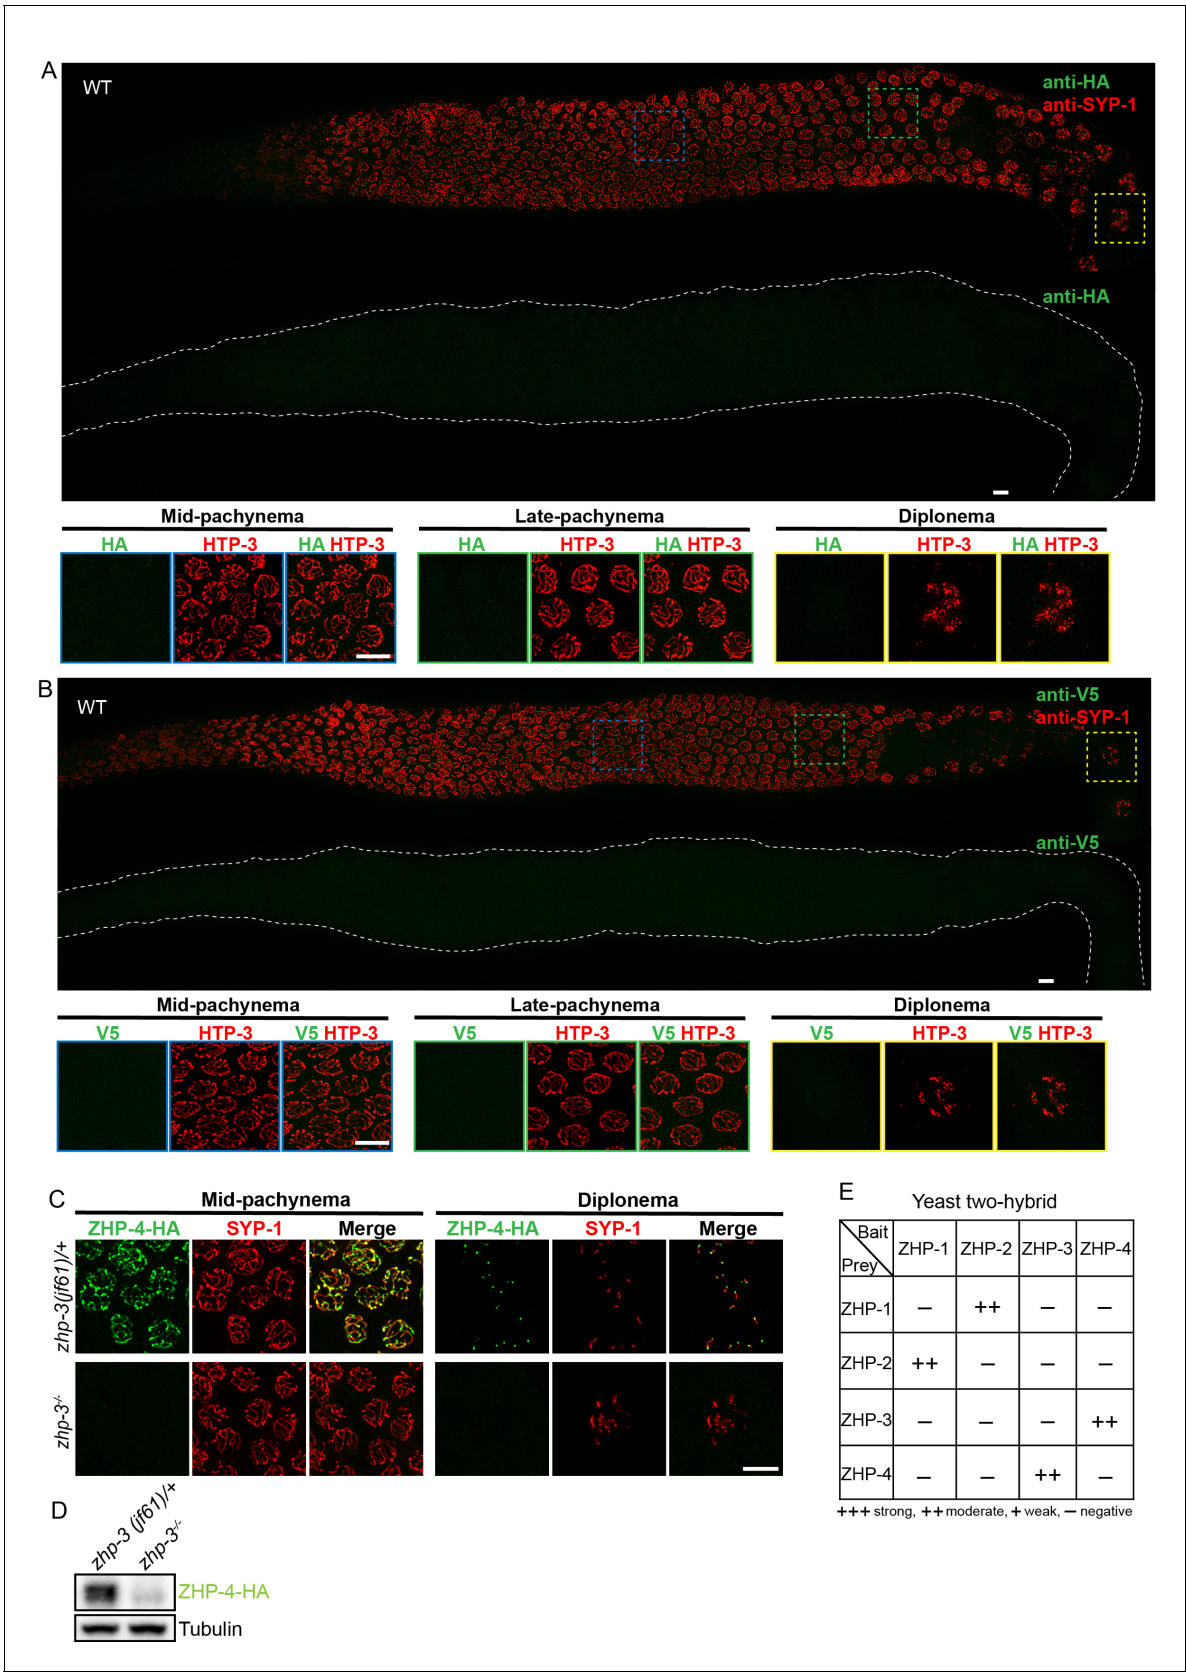 A
WT
anti-HA
anti-SYP-1
anti-HA
Mid-pachynema Late-pachynema Diplonema
HA HTP-3 HA HTP-3 HA HTP-3 HA HTP-3 HA HTP-3 HA HTP-3
B
WT
anti-V5
anti-SYP-1
anti-V5
Mid-pachynema Late-pachynema Diplonema
V5 HTP-3 V5 HTP-3 V5 HTP-3 V5 HTP-3 V5 HTP-3 V5 HTP-3
C
Mid-pachynema Diplonema
ZHP-4-HA SYP-1 Merge ZHP-4-HA SYP-1 Merge
zhp-3(jf61)/+
zhp-3-/-
D
zhp-3 (jf61)/+
zhp-3-/-
ZHP-4-HA
Tubulin
E
Yeast two-hybrid
Bait
Prey
ZHP-1 ZHP-2 ZHP-3 ZHP-4
ZHP-1 – ++ – –
ZHP-2 ++ – – –
ZHP-3 – – – ++
ZHP-4 – – ++ –
+++ strong, ++ moderate, + weak, – negative